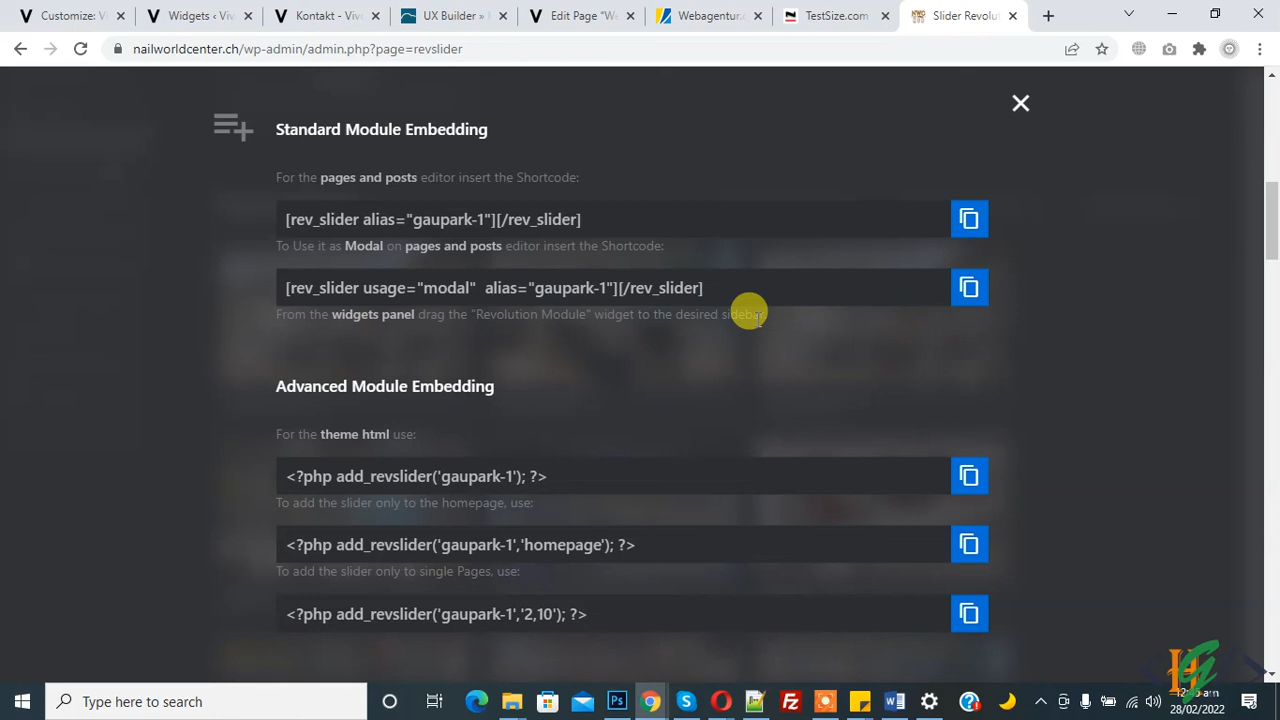 Customize: Vi
Widgets ‹ Viv
Kontakt - Vivo
UX Builder »
Edit Page “We
Webagentur.
TestSize.com
Slider Revolu
nailworldcenter.ch/wp-admin/admin.php?page=revslider
Standard Module Embedding
For the pages and posts editor insert the Shortcode:
[rev_slider alias="gaupark-1"][/rev_slider]
To Use it as Modal on pages and posts editor insert the Shortcode:
[rev_slider usage="modal"  alias="gaupark-1"][/rev_slider]
From the widgets panel drag the “Revolution Module” widget to the desired sidebar
Advanced Module Embedding
For the theme html use:
<?php add_revslider('gaupark-1'); ?>
To add the slider only to the homepage, use:
<?php add_revslider('gaupark-1','homepage'); ?>
To add the slider only to single Pages, use:
<?php add_revslider('gaupark-1','2,10'); ?>
Type here to search
28/02/2022